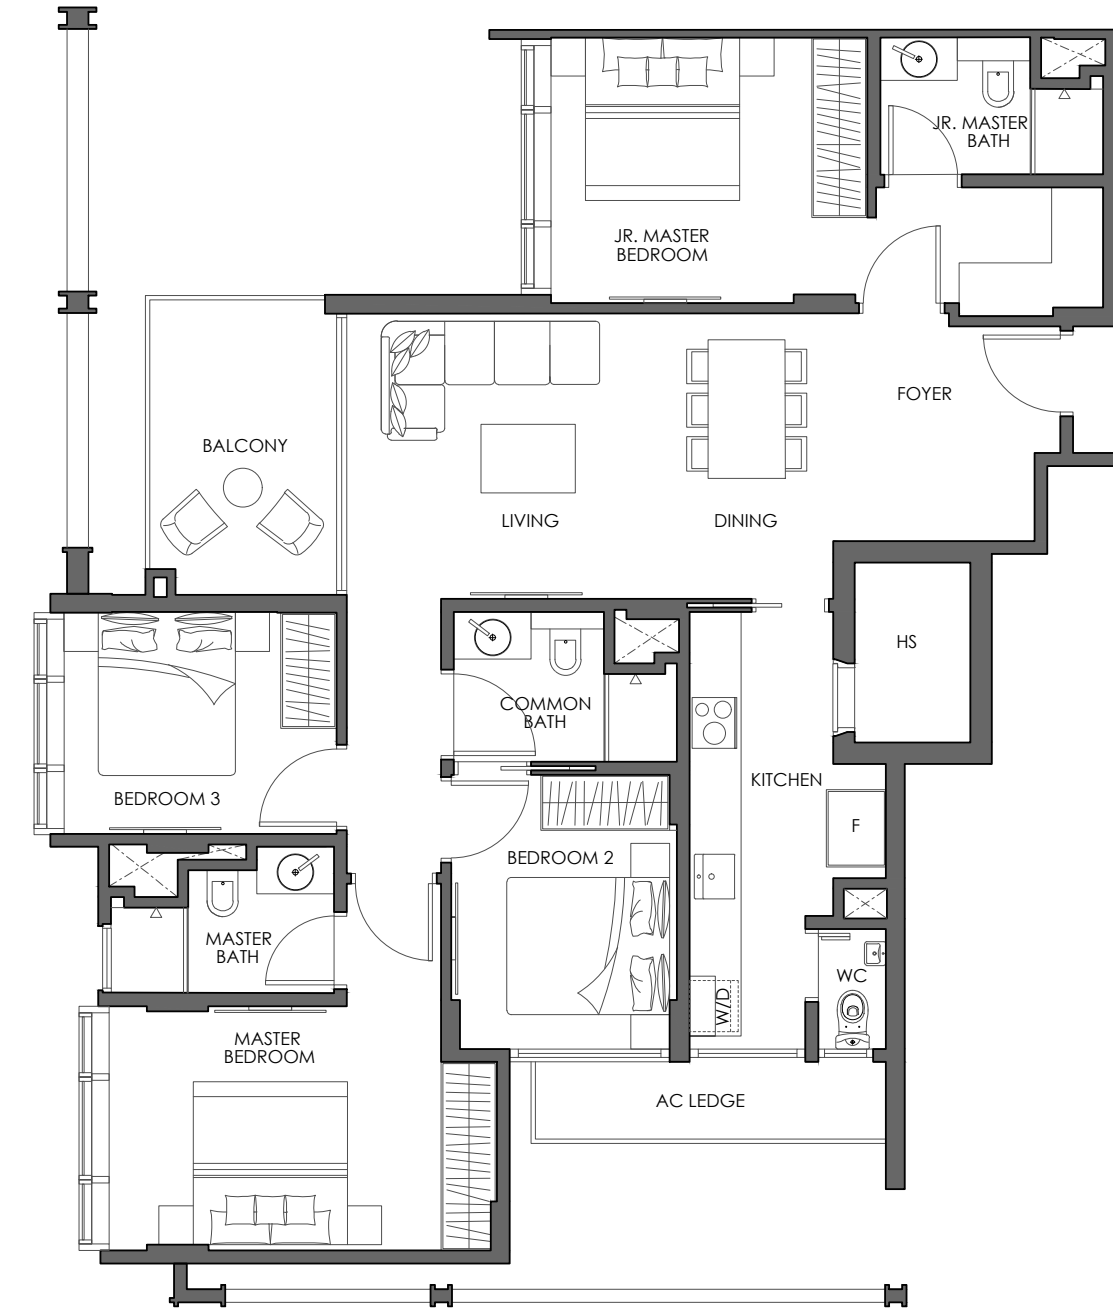 JR. MASTER
BATH
JR. MASTER
BEDROOM
FOYER
BALCONY
LIVING
DINING
HS
COMMON
BATH
KITCHEN
BEDROOM 3
F
BEDROOM 2
MASTER
BATH
WC
W/D
MASTER
BEDROOM
AC LEDGE